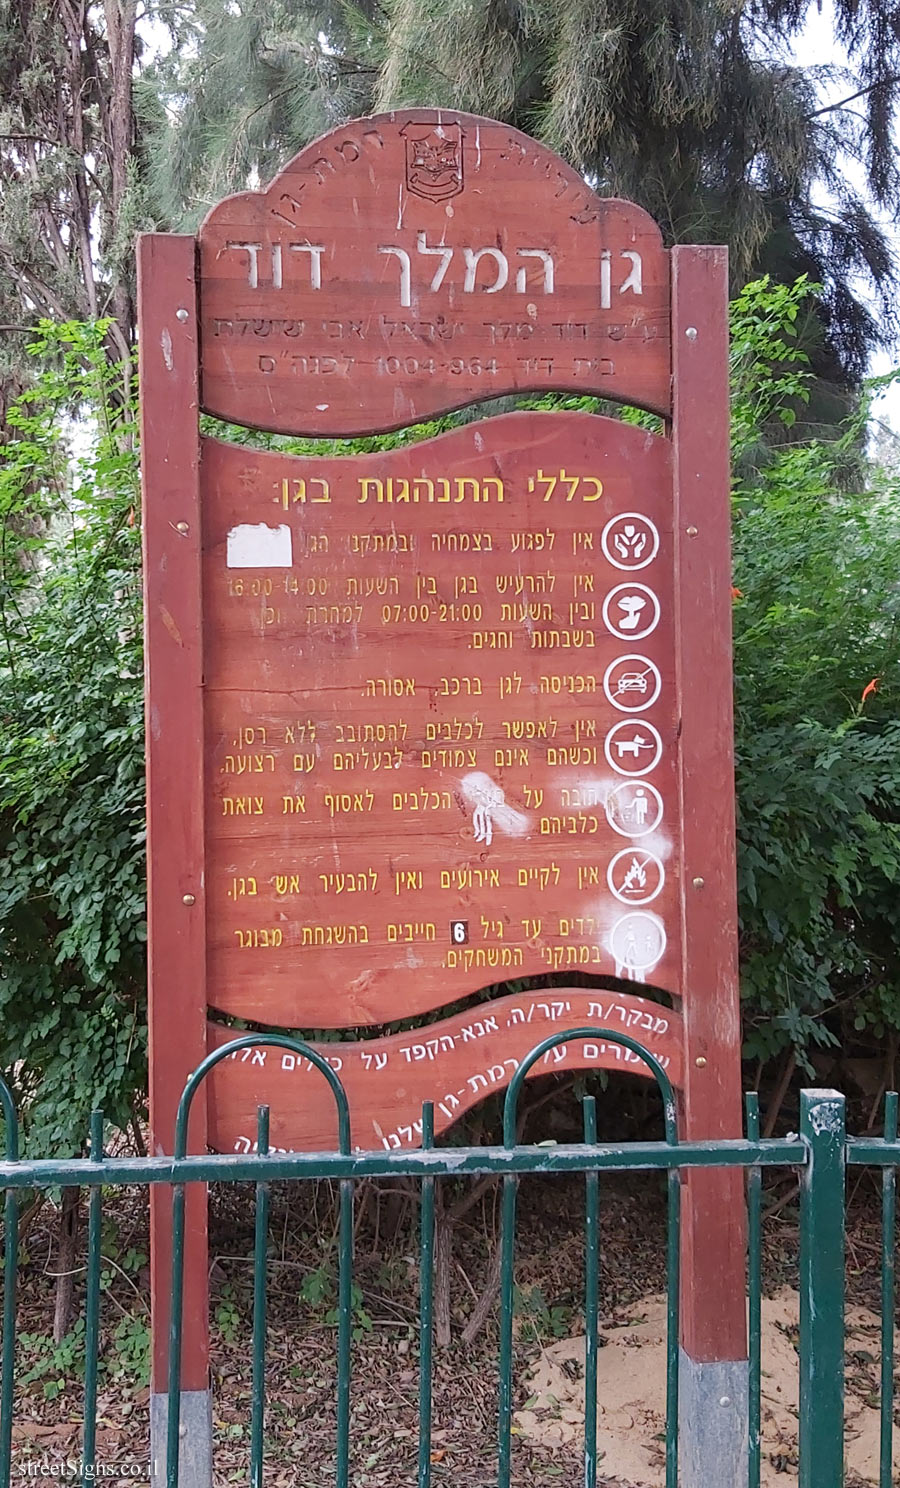 עיריית רמת-גן
גן המלך דוד
ע"ש דוד מלך ישראל אבי שושלת
בית דוד 1004-964 לפנה"ס
כללי התנהגות בגן:
אין לפגוע בצמחיה ובמתקני הגן
אין להרעיש בגן בין השעות 16:00-14:00
ובין השעות 07:00-21:00 למחרת וכן
בשבתות וחגים.
הכניסה לגן ברכב, אסורה.
אין לאפשר לכלבים להסתובב ללא רסן,
וכשהם אינם צמודים לבעליהם עם רצועה.
חובה על הכלבים לאסוף את צואת
כלביהם
אין לקיים אירועים ואין להבעיר אש בגן.
ילדים עד גיל 6 חייבים בהשגחת מבוגר
במתקני המשחקים.
מבקר/ת יקר/ה, אנא-הקפד על כללים אלו
שומרים על רמת-גן שלנו
streetSighs.co.il